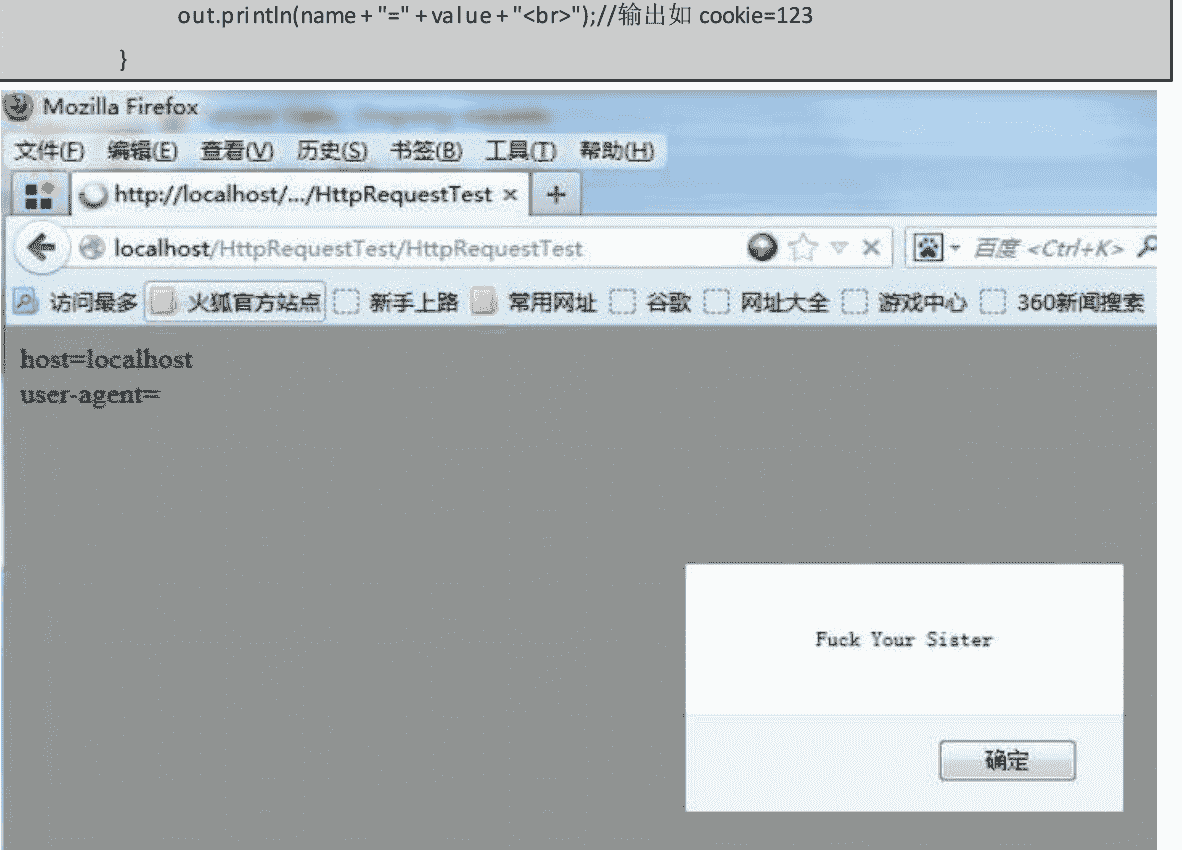 out.println(name + "=" + value + "<br>");//输出如 cookie=123
}
Mozilla Firefox
文件(F) 编辑(E) 查看(V) 历史(S) 书签(B) 工具(T) 帮助(H)
http://localhost/.../HttpRequestTest × +
localhost/HttpRequestTest/HttpRequestTest 百度 <Ctrl+K>
访问最多 火狐官方站点 新手上路 常用网址 谷歌 网址大全 游戏中心 360新闻搜索
host=localhost
user-agent=
Fuck Your Sister
确定